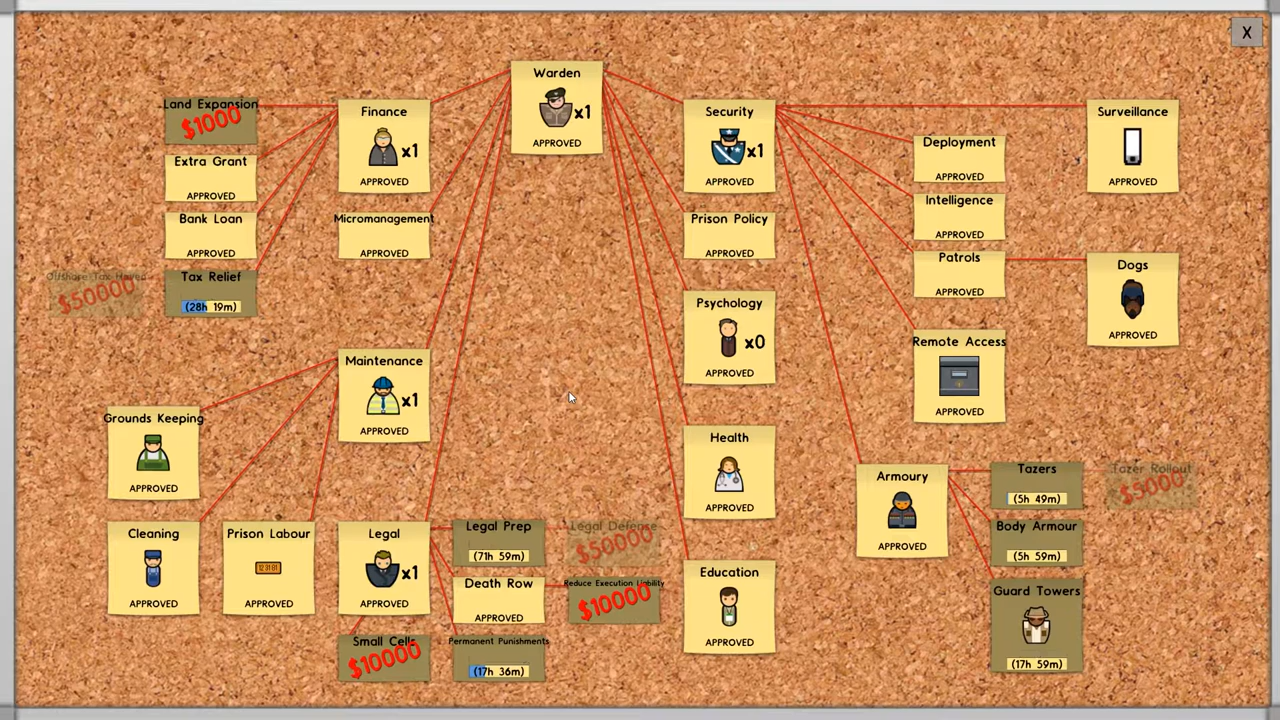 X
Warden
x1
APPROVED
Land Expansion
$1000
Finance
x1
APPROVED
Security
x1
APPROVED
Surveillance
APPROVED
Extra Grant
APPROVED
Deployment
APPROVED
Bank Loan
APPROVED
Micromanagement
APPROVED
Prison Policy
APPROVED
Intelligence
APPROVED
Offshore Tax Haven
$50000
Tax Relief
(28h 19m)
Patrols
APPROVED
Dogs
APPROVED
Psychology
x0
APPROVED
Remote Access
APPROVED
Maintenance
x1
APPROVED
Grounds Keeping
APPROVED
Health
APPROVED
Armoury
APPROVED
Tazers
(5h 49m)
Tazer Rollout
$5000
Cleaning
APPROVED
Prison Labour
APPROVED
Legal
x1
APPROVED
Legal Prep
(71h 59m)
Legal Defense
$50000
Body Armour
(5h 59m)
Death Row
APPROVED
Reduce Execution Liability
$10000
Education
APPROVED
Guard Towers
(17h 59m)
Small Cells
$10000
Permanent Punishments
(17h 36m)